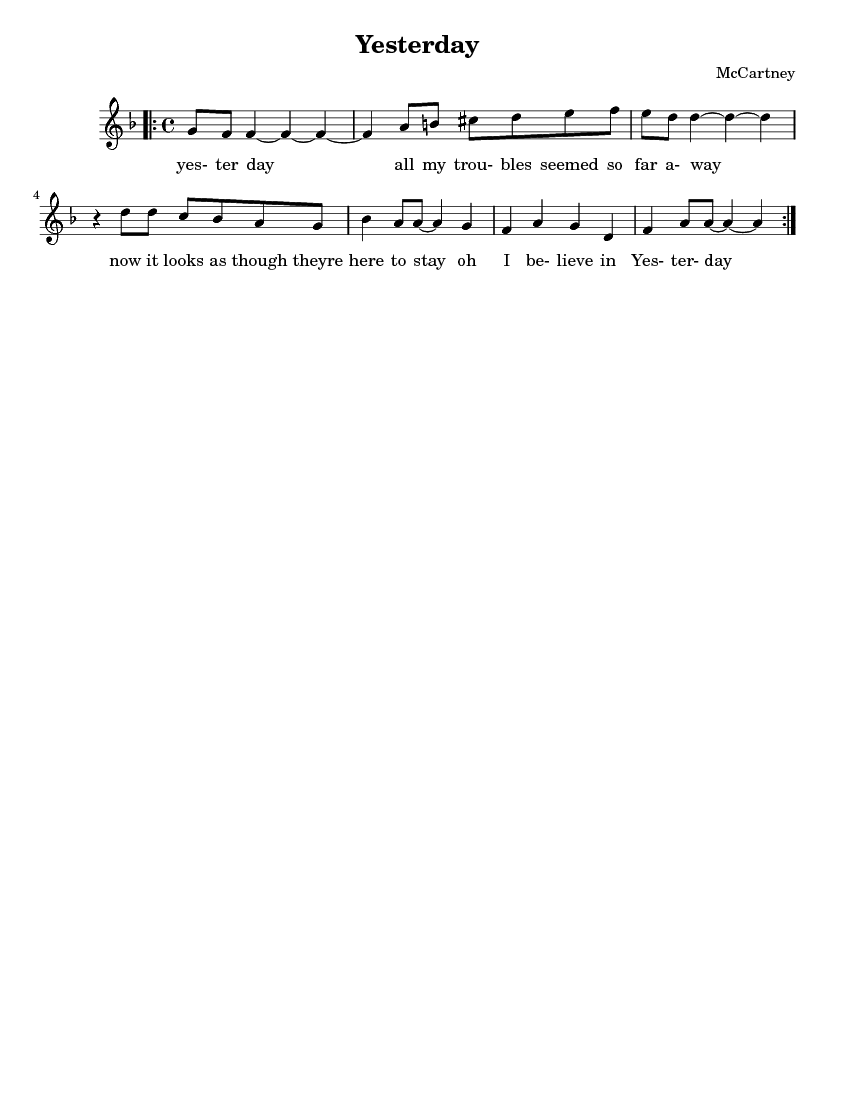 Yesterday
McCartney
yes- ter day all my trou- bles seemed so far a- way
4
now it looks as though theyre here to stay oh I be- lieve in Yes- ter- day